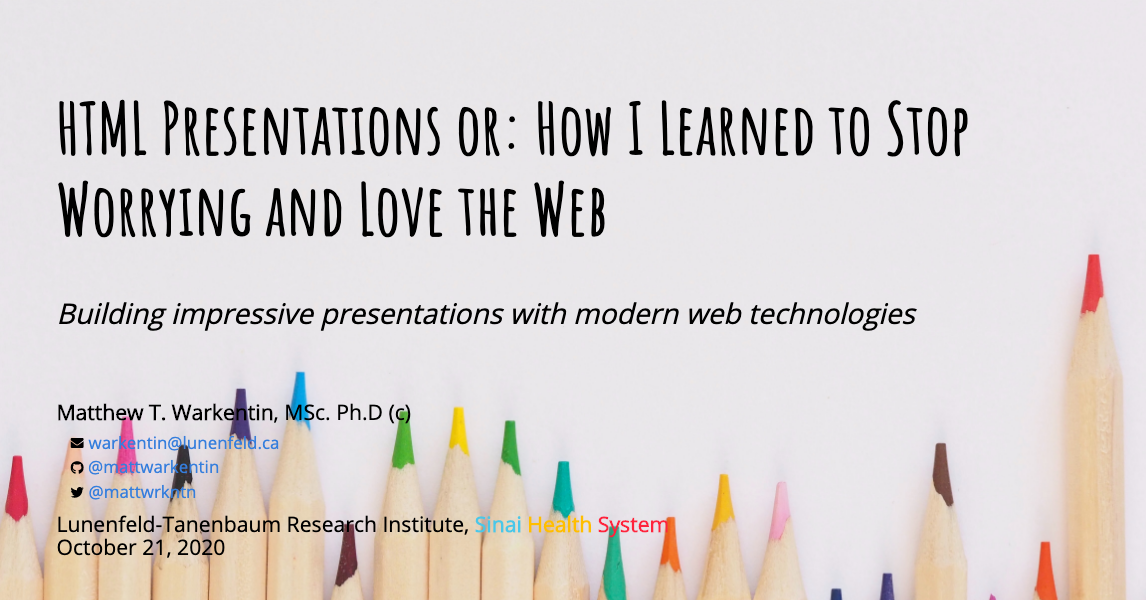 HTML Presentations or: How I Learned to Stop
Worrying and Love the Web
Building impressive presentations with modern web technologies
Matthew T. Warkentin, MSc. Ph.D (c)
warkentin@lunenfeld.ca
@mattwarkentin
@mattwrkntn
Lunenfeld-Tanenbaum Research Institute, Sinai Health System
October 21, 2020